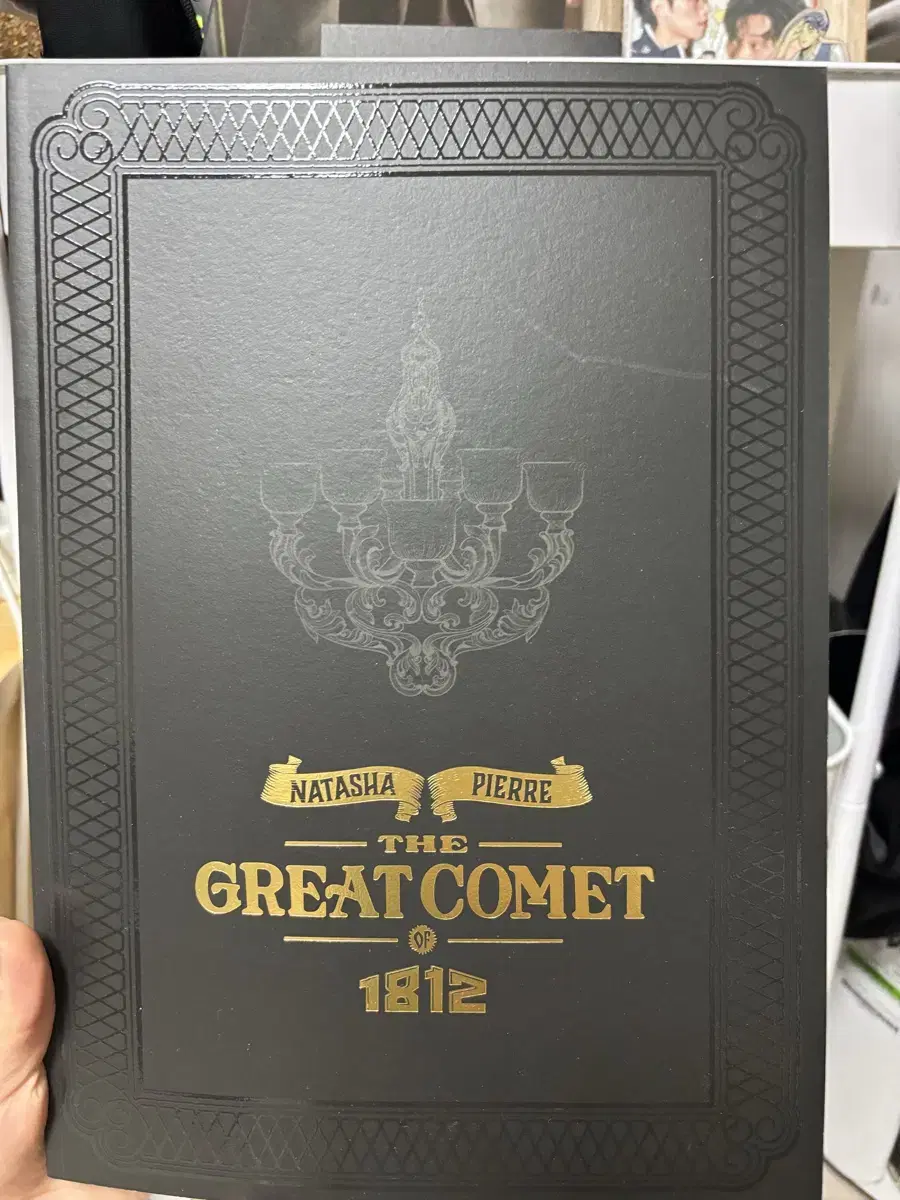 NATASHA PIERRE
THE
GREAT COMET
OF
1812